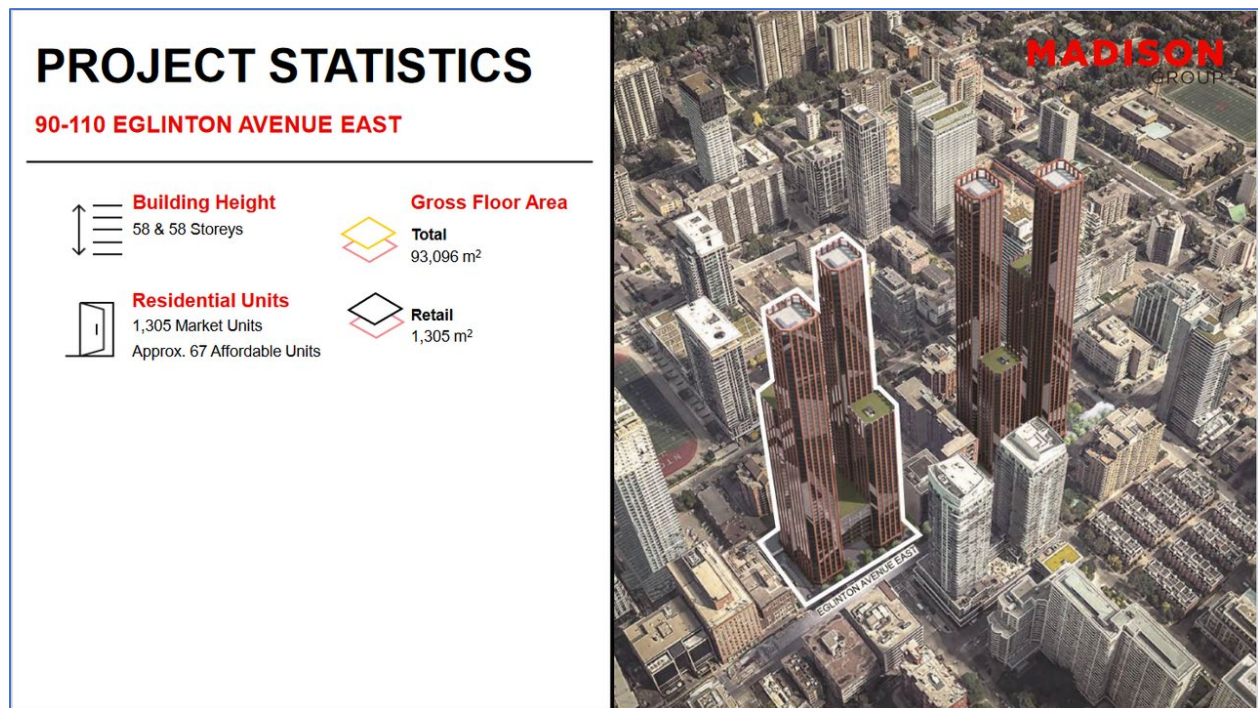 PROJECT STATISTICS
90-110 EGLINTON AVENUE EAST
Building Height
58 & 58 Storeys
Residential Units
1,305 Market Units
Approx. 67 Affordable Units
Gross Floor Area
Total
93,096 m²
Retail
1,305 m²
MADISON
GROUP
EGLINTON AVENUE EAST